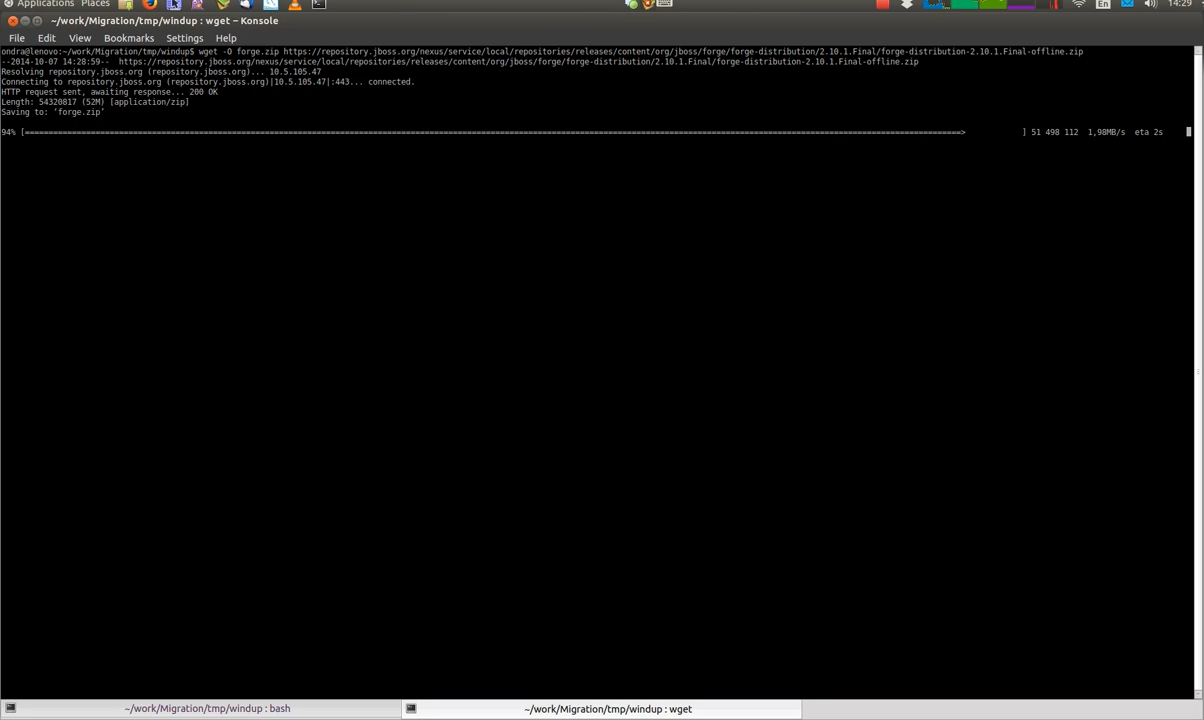 Applications Places
En
14:29
~/work/Migration/tmp/windup : wget – Konsole
File Edit View Bookmarks Settings Help
ondra@lenovo:~/work/Migration/tmp/windup$ wget -O forge.zip https://repository.jboss.org/nexus/service/local/repositories/releases/content/org/jboss/forge/forge-distribution/2.10.1.Final/forge-distribution-2.10.1.Final-offline.zip
--2014-10-07 14:28:59-- https://repository.jboss.org/nexus/service/local/repositories/releases/content/org/jboss/forge/forge-distribution/2.10.1.Final/forge-distribution-2.10.1.Final-offline.zip
Resolving repository.jboss.org (repository.jboss.org)... 10.5.105.47
Connecting to repository.jboss.org (repository.jboss.org)|10.5.105.47|:443... connected.
HTTP request sent, awaiting response... 200 OK
Length: 54320817 (52M) [application/zip]
Saving to: ‘forge.zip’
94% [=====================================================================================================================> ] 51 498 112 1,98MB/s eta 2s
~/work/Migration/tmp/windup : bash
~/work/Migration/tmp/windup : wget